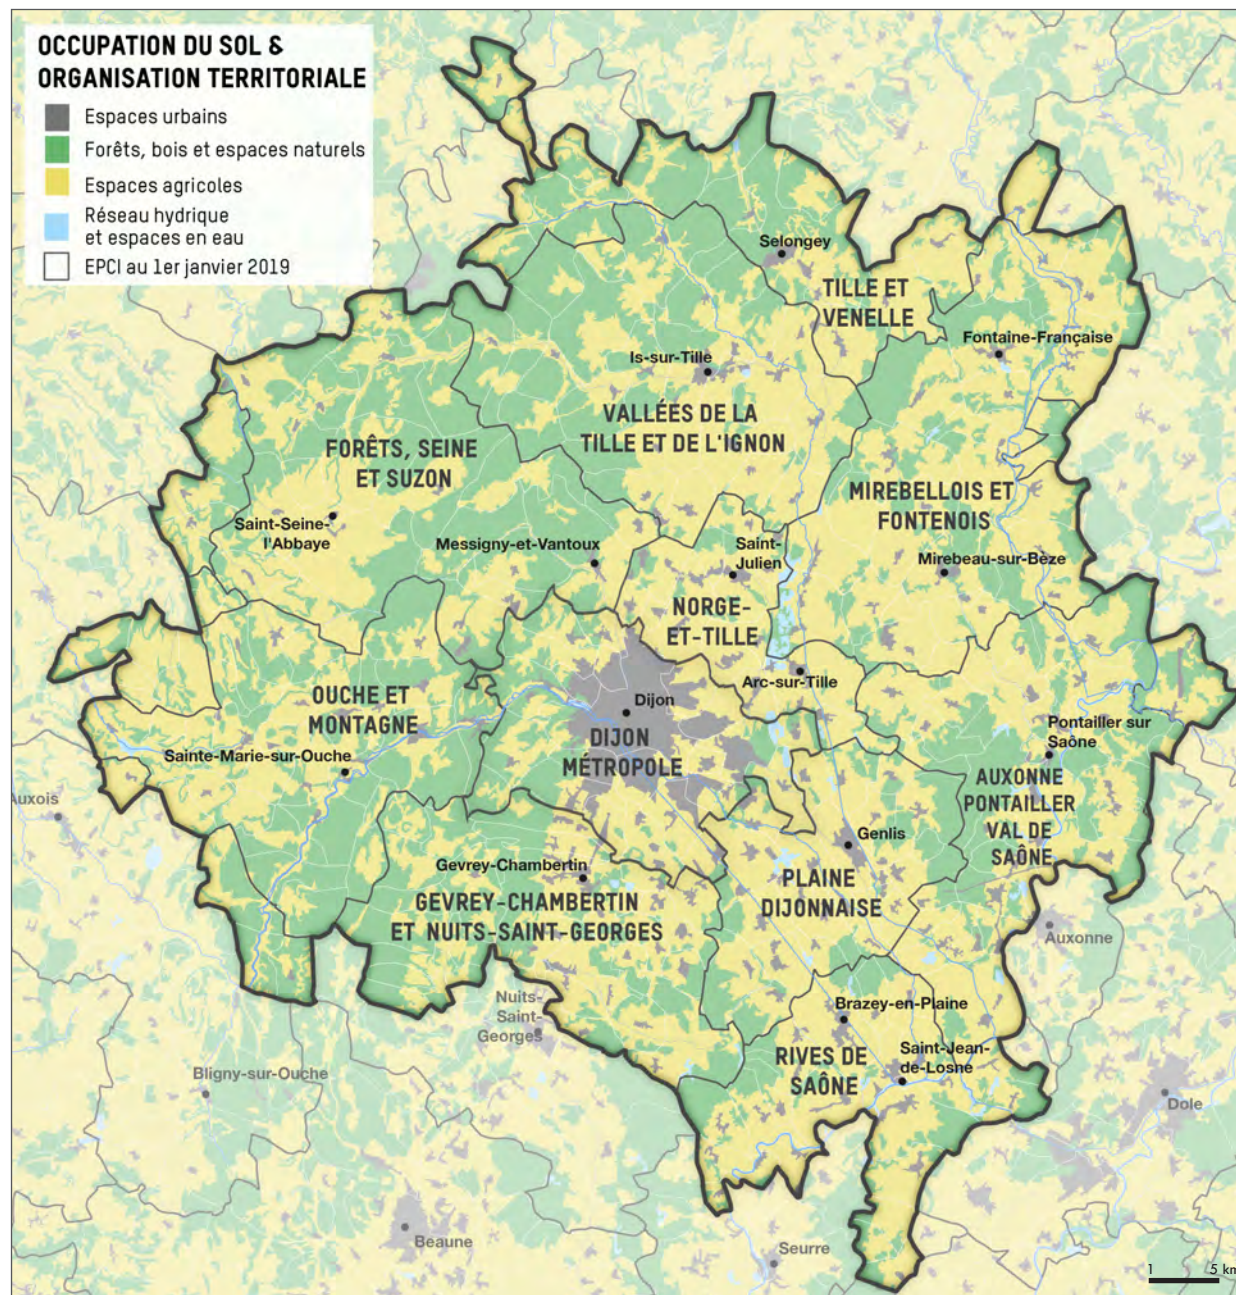 OCCUPATION DU SOL &
ORGANISATION TERRITORIALE
Espaces urbains
Forêts, bois et espaces naturels
Espaces agricoles
Réseau hydrique
et espaces en eau
EPCI au 1er janvier 2019
Selongey
TILLE ET
VENELLE
Fontaine-Française
Is-sur-Tille
VALLÉES DE LA
TILLE ET DE L'IGNON
FORÊTS, SEINE
ET SUZON
MIREBELLOIS ET
FONTENOIS
Saint-Seine-
l'Abbaye
Messigny-et-Vantoux
Saint-
Julien
Mirebeau-sur-Bèze
NORGE-
ET-TILLE
Arc-sur-Tille
OUCHE ET
MONTAGNE
Dijon
DIJON
MÉTROPOLE
Pontailler sur
Saône
Sainte-Marie-sur-Ouche
AUXONNE
PONTAILLER
VAL DE
SAÔNE
Auxois
Genlis
Gevrey-Chambertin
GEVREY-CHAMBERTIN
ET NUITS-SAINT-GEORGES
PLAINE
DIJONNAISE
Auxonne
Nuits-
Saint-
Georges
Brazey-en-Plaine
RIVES DE
SAÔNE
Saint-Jean-
de-Losne
Bligny-sur-Ouche
Dole
Beaune
Seurre
1 5 km